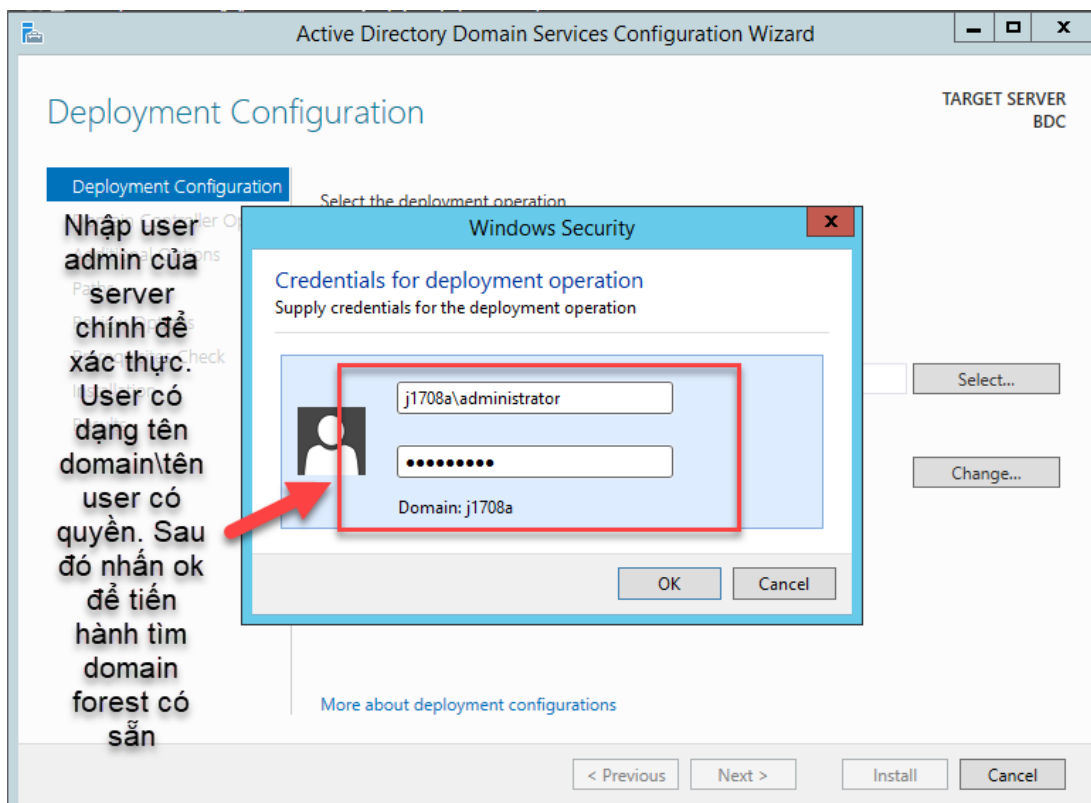 Active Directory Domain Services Configuration Wizard
Deployment Configuration
TARGET SERVER
BDC
Deployment Configuration
Select the deployment operation
Nhập user
admin của
server
chính để
xác thực.
User có
dạng tên
domain\tên
user có
quyền. Sau
đó nhấn ok
để tiến
hành tìm
domain
forest có
sẵn
Windows Security
Credentials for deployment operation
Supply credentials for the deployment operation
j1708a\administrator
•••••••••
Domain: j1708a
OK
Cancel
Select...
Change...
More about deployment configurations
< Previous
Next >
Install
Cancel